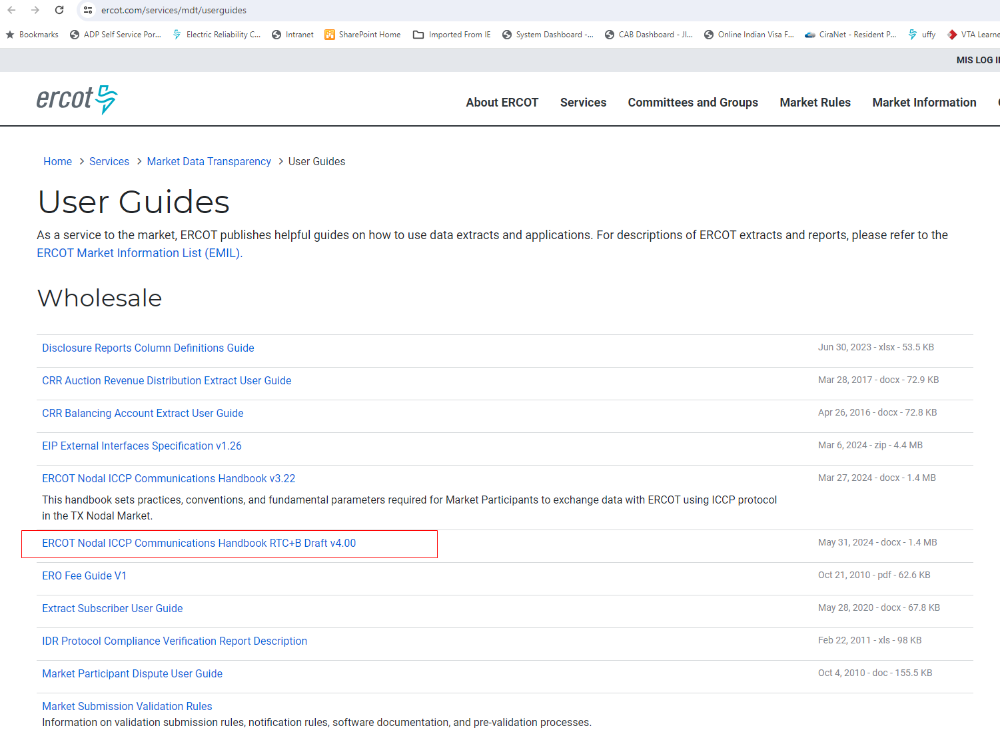 ercot.com/services/mdt/userguides
Bookmarks ADP Self Service Por... Electric Reliability C... Intranet SharePoint Home Imported From IE System Dashboard -... CAB Dashboard - JI... Online Indian Visa F... CiraNet - Resident P... uffy VTA Learne
MIS LOG I
ercot
About ERCOT Services Committees and Groups Market Rules Market Information
Home > Services > Market Data Transparency > User Guides
User Guides
As a service to the market, ERCOT publishes helpful guides on how to use data extracts and applications. For descriptions of ERCOT extracts and reports, please refer to the
ERCOT Market Information List (EMIL).
Wholesale
Disclosure Reports Column Definitions Guide Jun 30, 2023 - xlsx - 53.5 KB
CRR Auction Revenue Distribution Extract User Guide Mar 28, 2017 - docx - 72.9 KB
CRR Balancing Account Extract User Guide Apr 26, 2016 - docx - 72.8 KB
EIP External Interfaces Specification v1.26 Mar 6, 2024 - zip - 4.4 MB
ERCOT Nodal ICCP Communications Handbook v3.22 Mar 27, 2024 - docx - 1.4 MB
This handbook sets practices, conventions, and fundamental parameters required for Market Participants to exchange data with ERCOT using ICCP protocol
in the TX Nodal Market.
ERCOT Nodal ICCP Communications Handbook RTC+B Draft v4.00 May 31, 2024 - docx - 1.4 MB
ERO Fee Guide V1 Oct 21, 2010 - pdf - 62.6 KB
Extract Subscriber User Guide May 28, 2020 - docx - 67.8 KB
IDR Protocol Compliance Verification Report Description Feb 22, 2011 - xls - 98 KB
Market Participant Dispute User Guide Oct 4, 2010 - doc - 155.5 KB
Market Submission Validation Rules
Information on validation submission rules, notification rules, software documentation, and pre-validation processes.